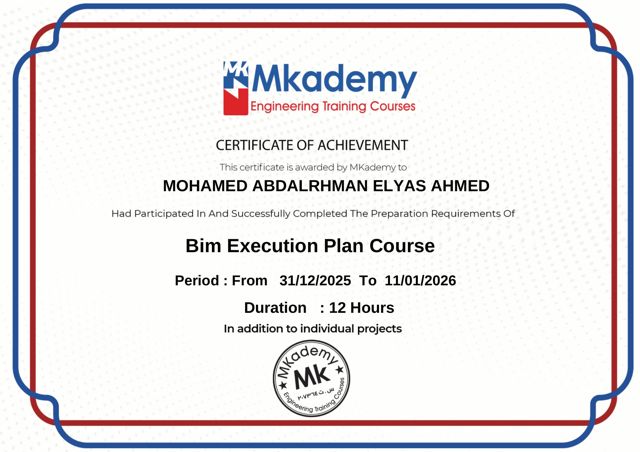 MK Mkademy
Engineering Training Courses
CERTIFICATE OF ACHIEVEMENT
This certificate is awarded by MKademy to
MOHAMED ABDALRHMAN ELYAS AHMED
Had Participated In And Successfully Completed The Preparation Requirements Of
Bim Execution Plan Course
Period : From 31/12/2025 To 11/01/2026
Duration : 12 Hours
In addition to individual projects
MKademy
MK
Engineering Training Courses